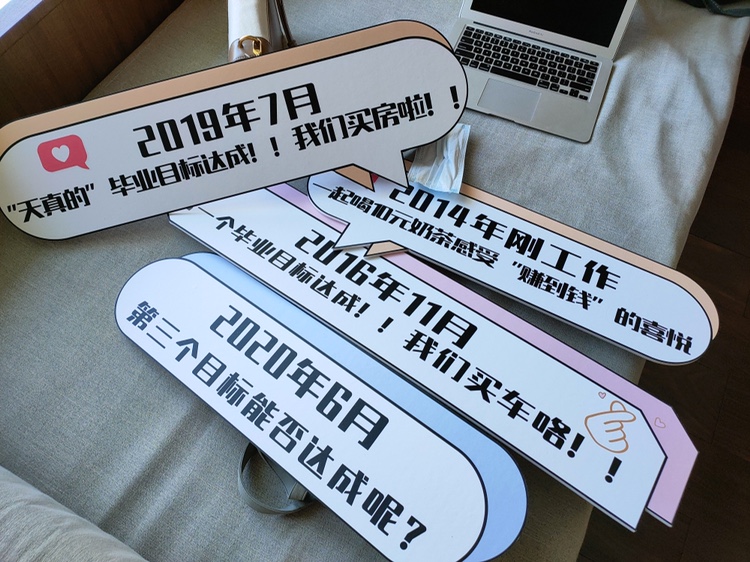 2019年7月
"天真的"毕业目标达成！！我们买房啦！！
2014年刚工作
一起喝10元奶茶感受"赚到钱"的喜悦
2016年11月
一个毕业目标达成！！我们买车咯！！
2020年6月
第三个目标能否达成呢？